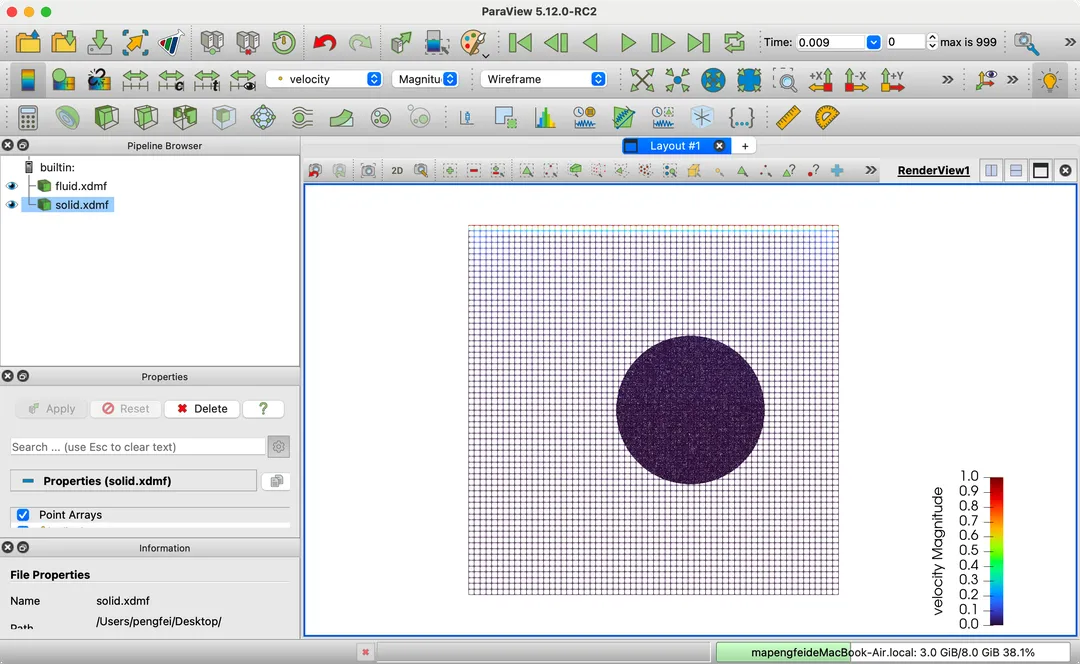 ParaView 5.12.0-RC2
Time: 0.009 0 max is 999
velocity Magnitu Wireframe +X -X +Y
Pipeline Browser
Layout #1 +
builtin:
fluid.xdmf
solid.xdmf
2D RenderView1
Properties
Apply Reset Delete ?
Search ... (use Esc to clear text)
Properties (solid.xdmf)
Point Arrays
Information
File Properties
Name solid.xdmf
Path /Users/pengfei/Desktop/
velocity Magnitude
1.0
0.9
0.8
0.7
0.6
0.5
0.4
0.3
0.2
0.1
0.0
mapengfeideMacBook-Air.local: 3.0 GiB/8.0 GiB 38.1%